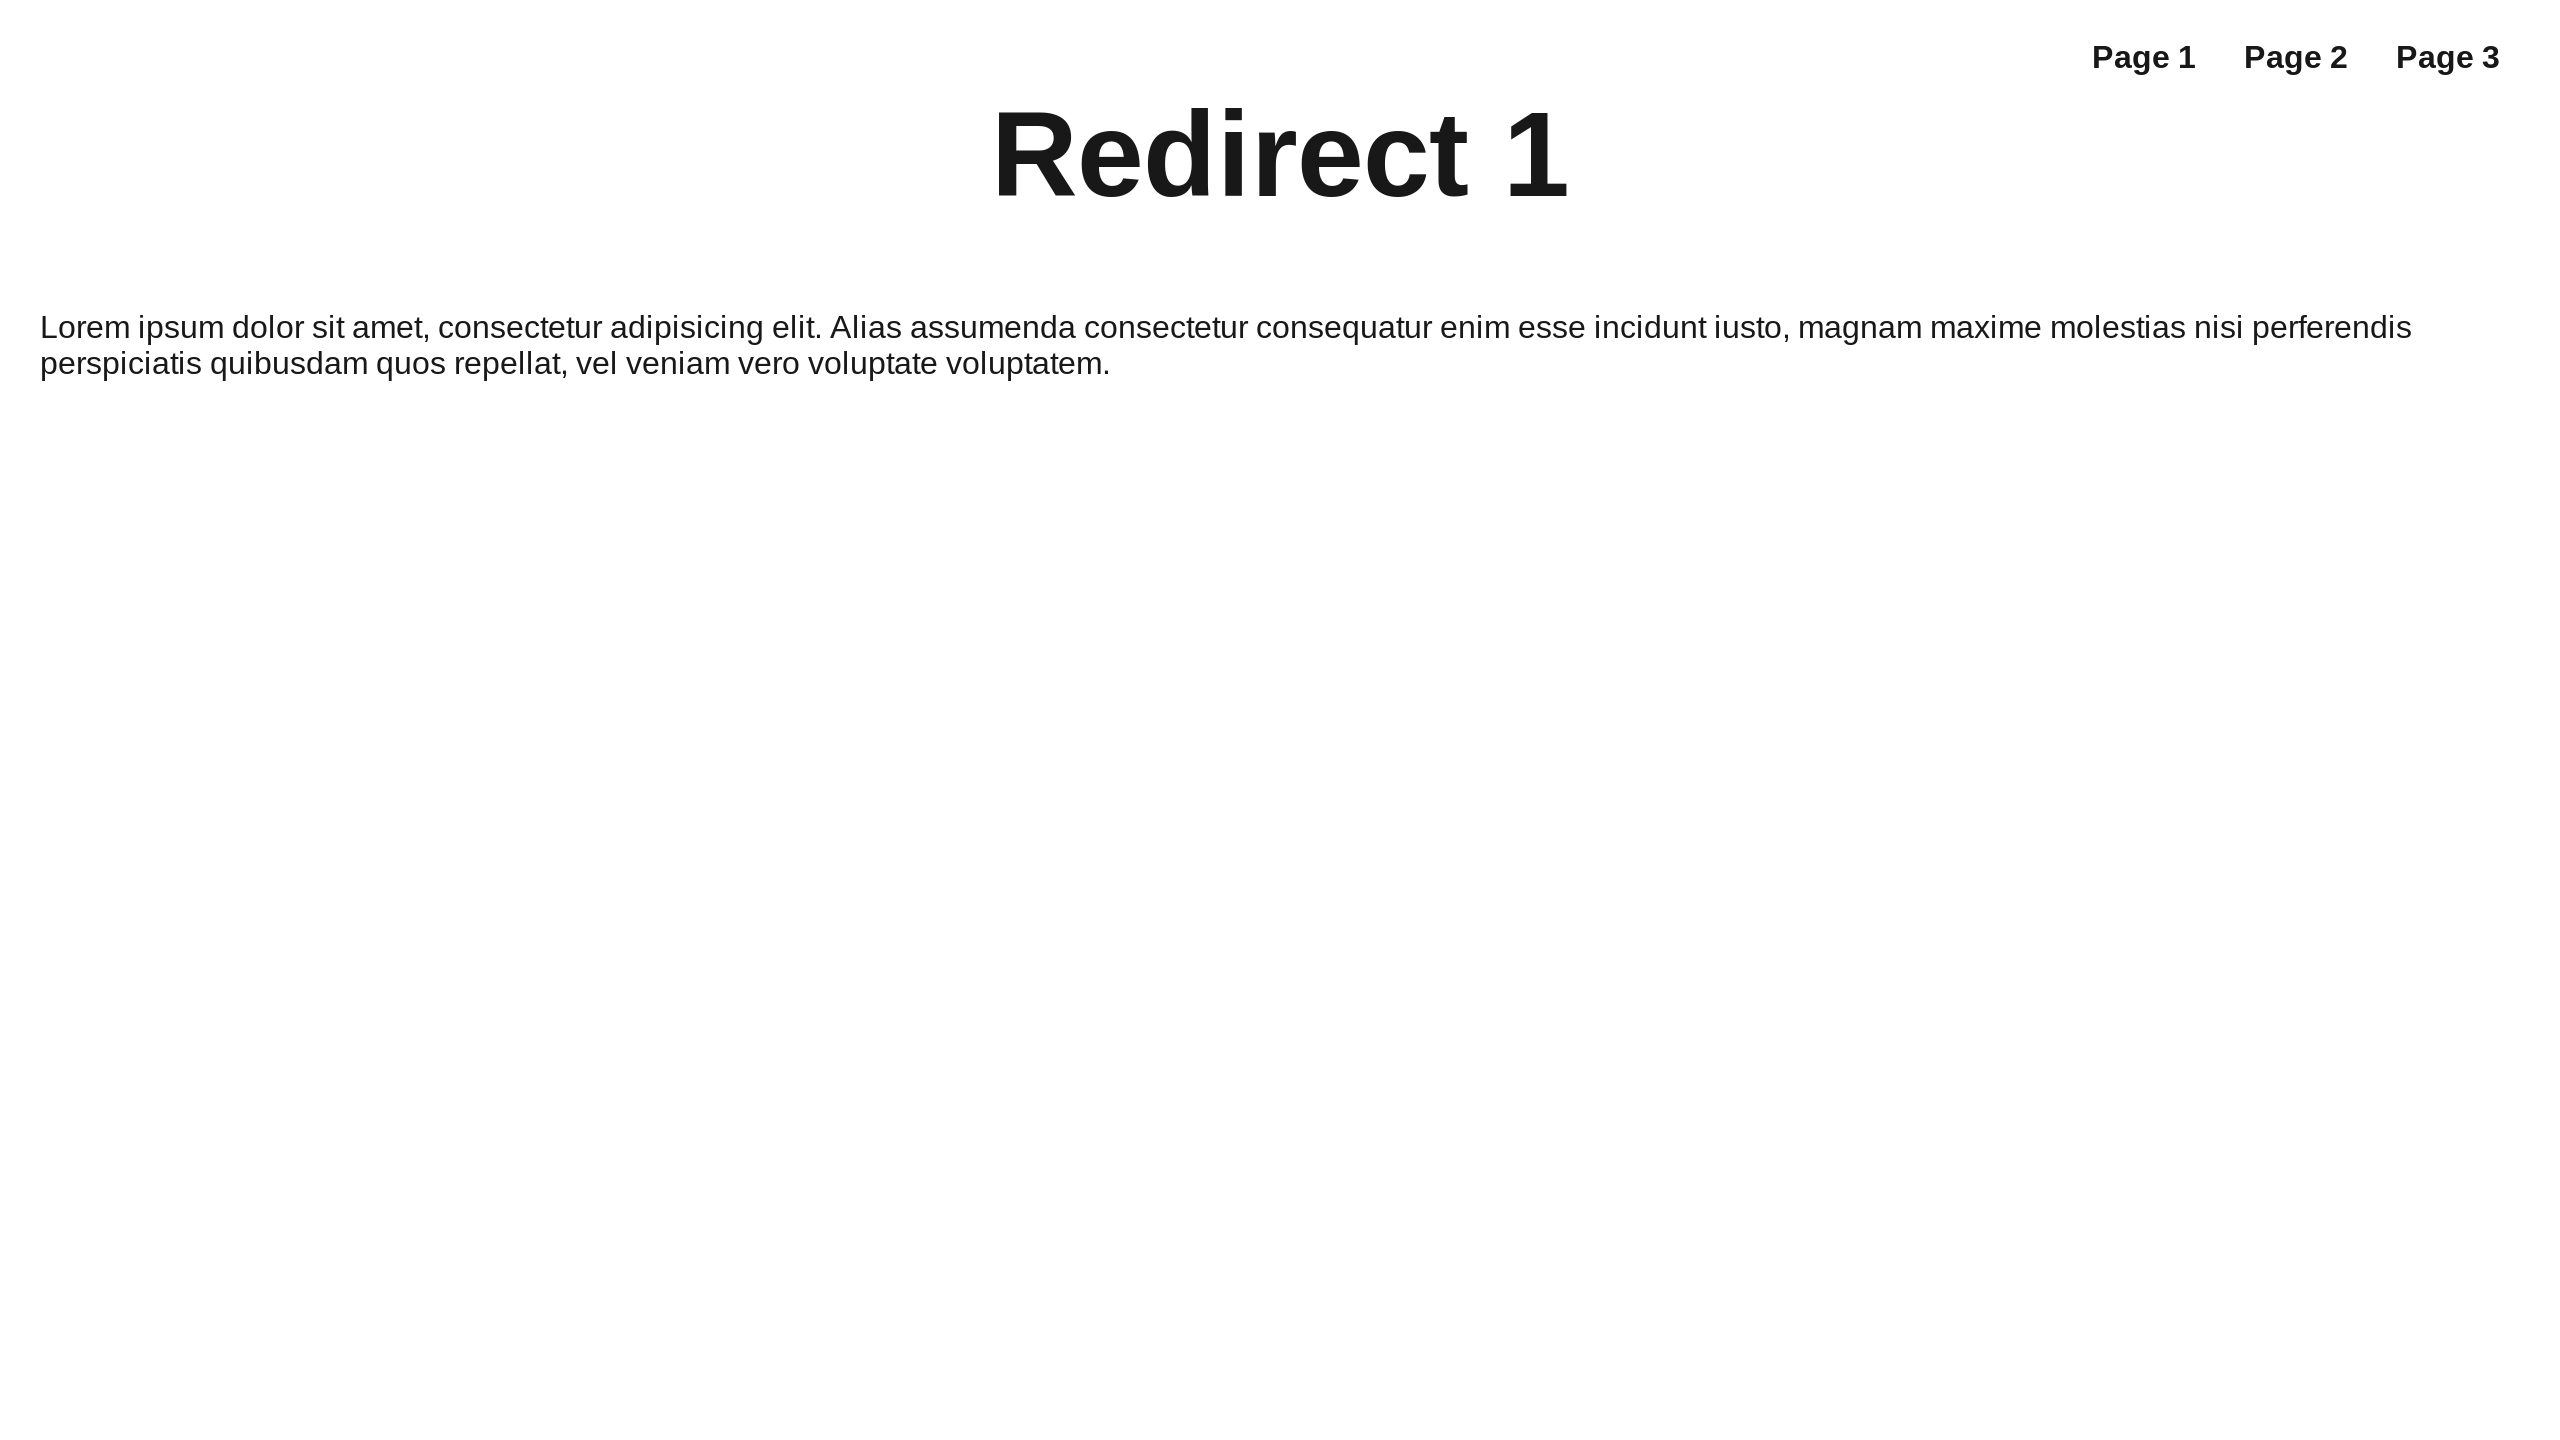 Page 1 Page 2 Page 3
Redirect 1
Lorem ipsum dolor sit amet, consectetur adipisicing elit. Alias assumenda consectetur consequatur enim esse incidunt iusto, magnam maxime molestias nisi perferendis
perspiciatis quibusdam quos repellat, vel veniam vero voluptate voluptatem.